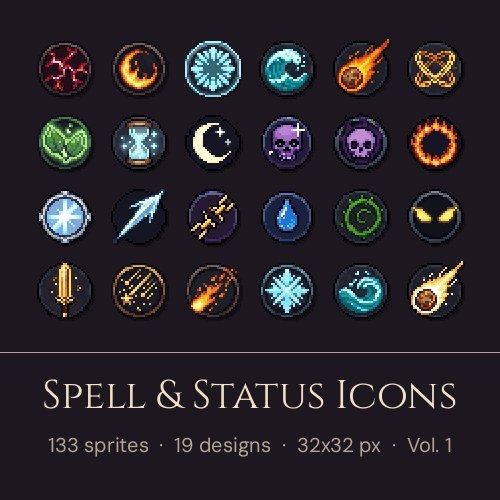 Spell & Status Icons
133 sprites · 19 designs · 32x32 px · Vol. 1